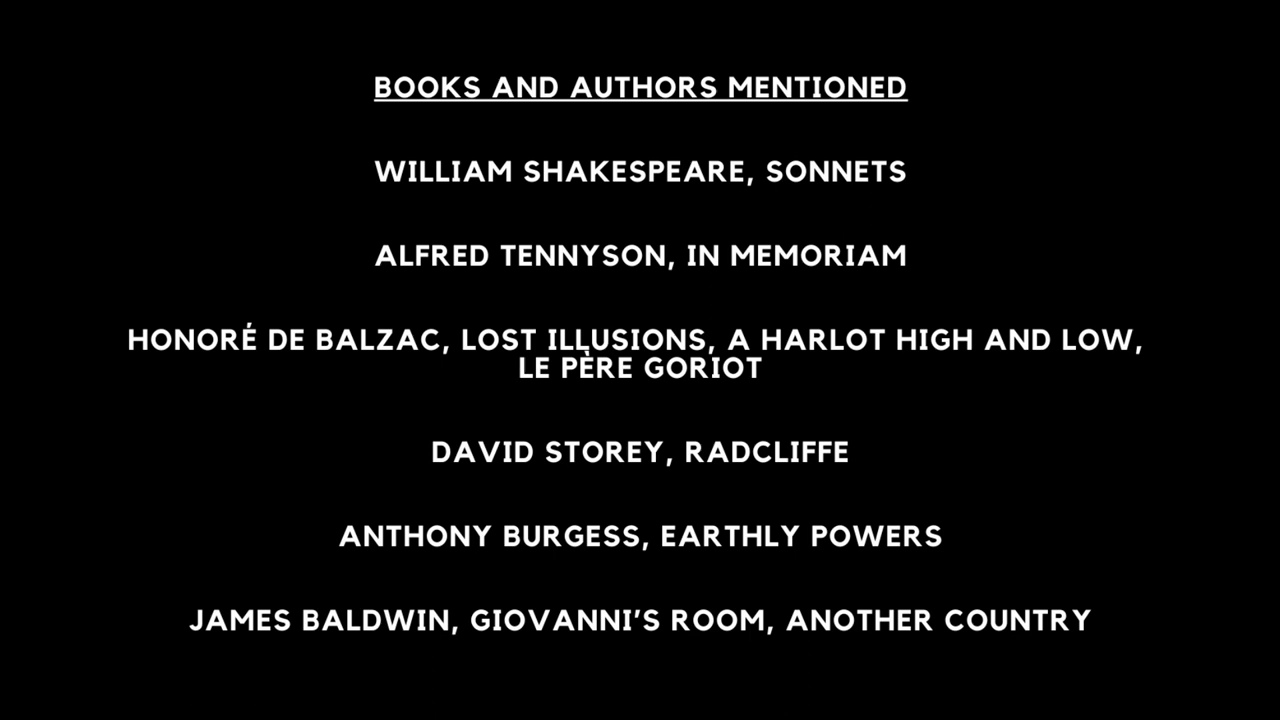 BOOKS AND AUTHORS MENTIONED
WILLIAM SHAKESPEARE, SONNETS
ALFRED TENNYSON, IN MEMORIAM
HONORÉ DE BALZAC, LOST ILLUSIONS, A HARLOT HIGH AND LOW,
LE PÈRE GORIOT
DAVID STOREY, RADCLIFFE
ANTHONY BURGESS, EARTHLY POWERS
JAMES BALDWIN, GIOVANNI’S ROOM, ANOTHER COUNTRY